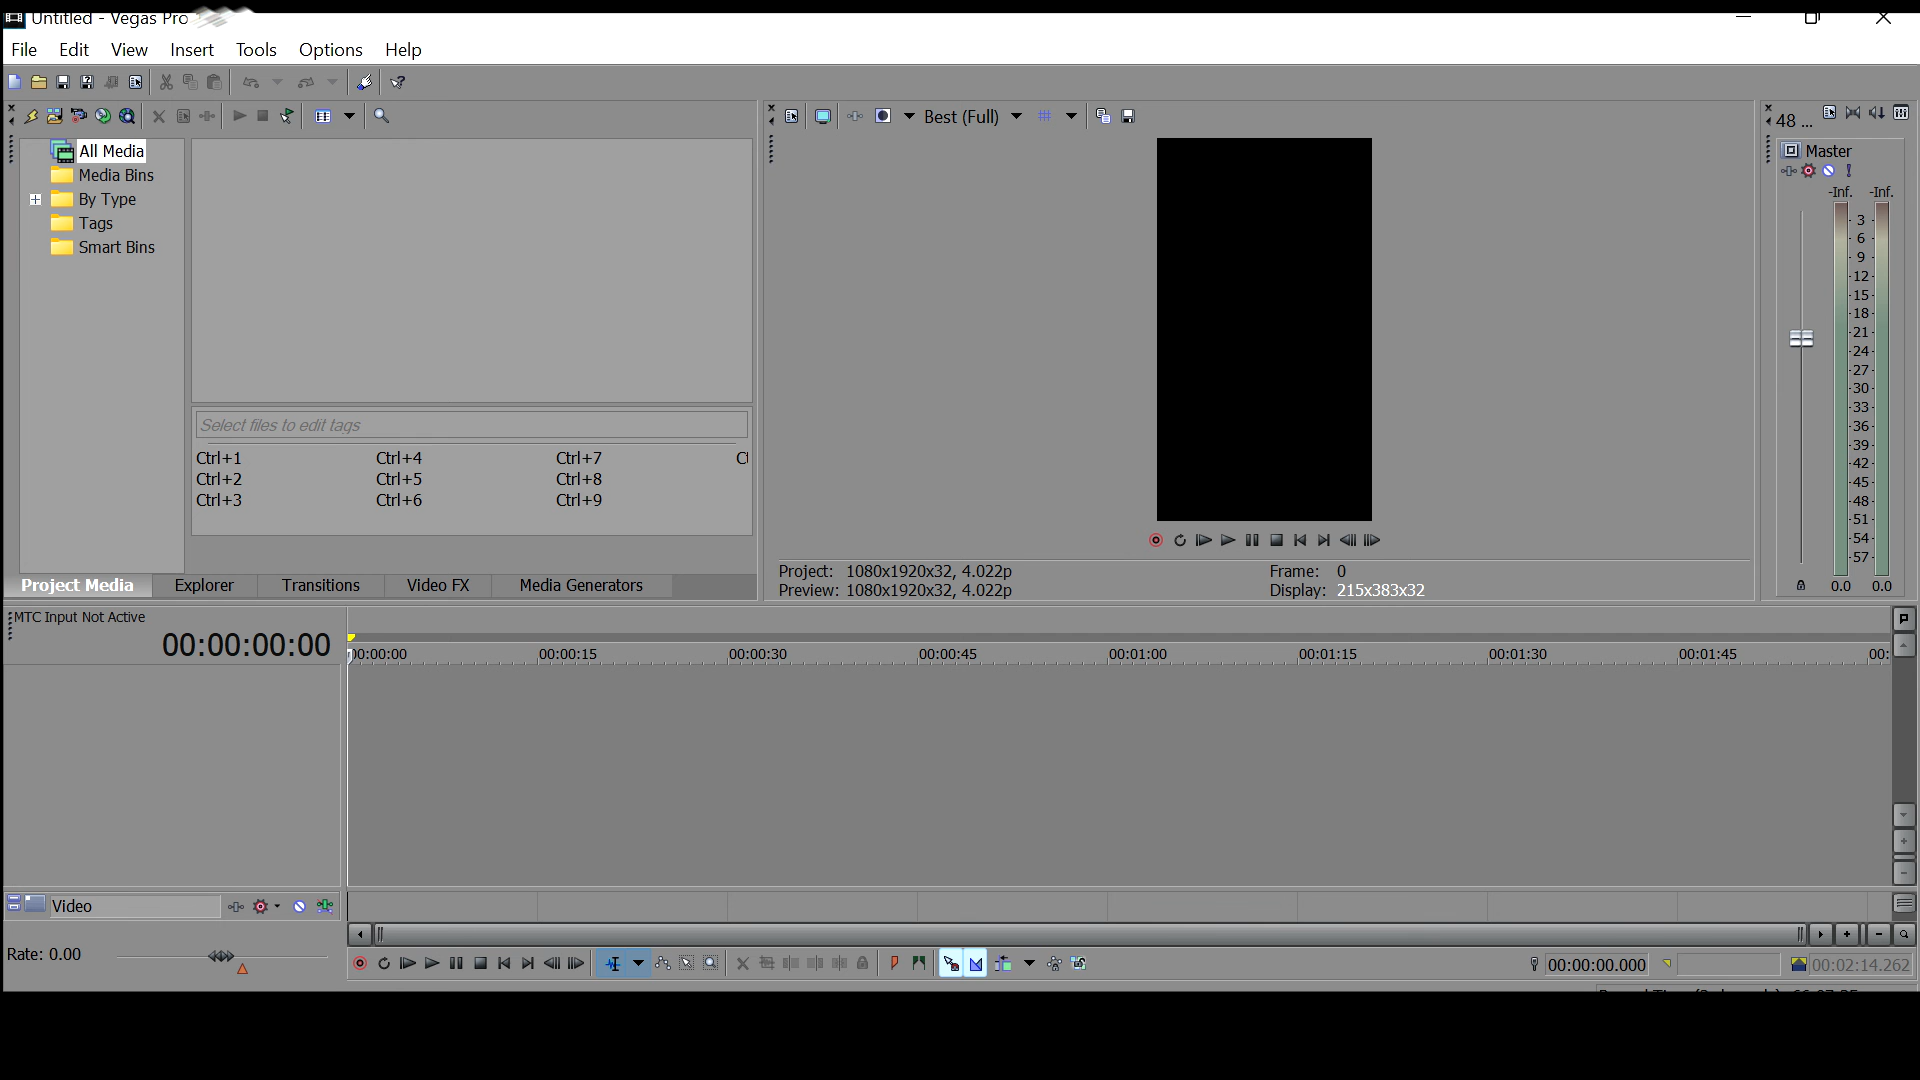 Untitled - Vegas Pro
File Edit View Insert Tools Options Help
Best (Full)
48 ...
All Media
Media Bins
By Type
Tags
Smart Bins
Master
-Inf. -Inf.
3
6
9
12
15
18
21
24
27
30
33
36
39
42
45
48
51
54
57
0.0 0.0
Select files to edit tags
Ctrl+1 Ctrl+4 Ctrl+7
Ctrl+2 Ctrl+5 Ctrl+8
Ctrl+3 Ctrl+6 Ctrl+9
Project: 1080x1920x32, 4.022p Frame: 0
Preview: 1080x1920x32, 4.022p Display: 215x383x32
Project Media Explorer Transitions Video FX Media Generators
MTC Input Not Active
00:00:00:00
00:00:00 00:00:15 00:00:30 00:00:45 00:01:00 00:01:15 00:01:30 00:01:45 00:
Video
Rate: 0.00
00:00:00.000 00:02:14.262